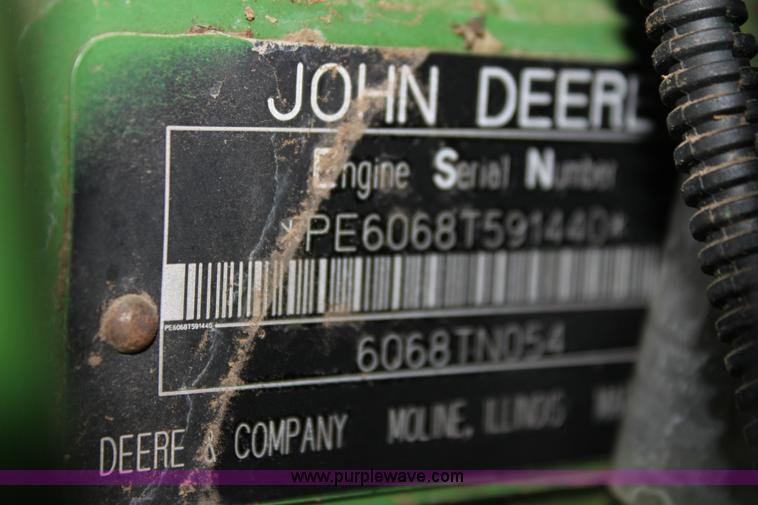 JOHN DEERE
Engine Serial Number
*PE6068T591440*
PE6068T591440
6068TN054
DEERE & COMPANY MOLINE, ILLINOIS
www.purplewave.com